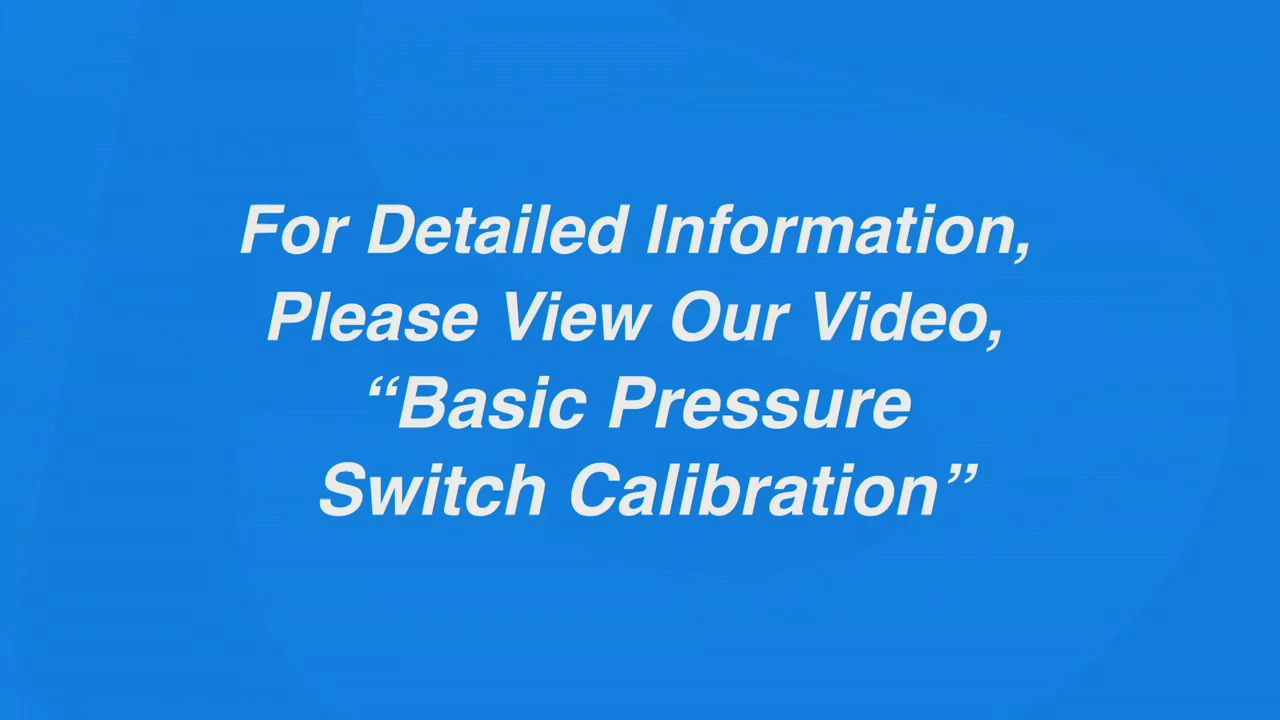 For Detailed Information,
Please View Our Video,
“Basic Pressure
Switch Calibration”